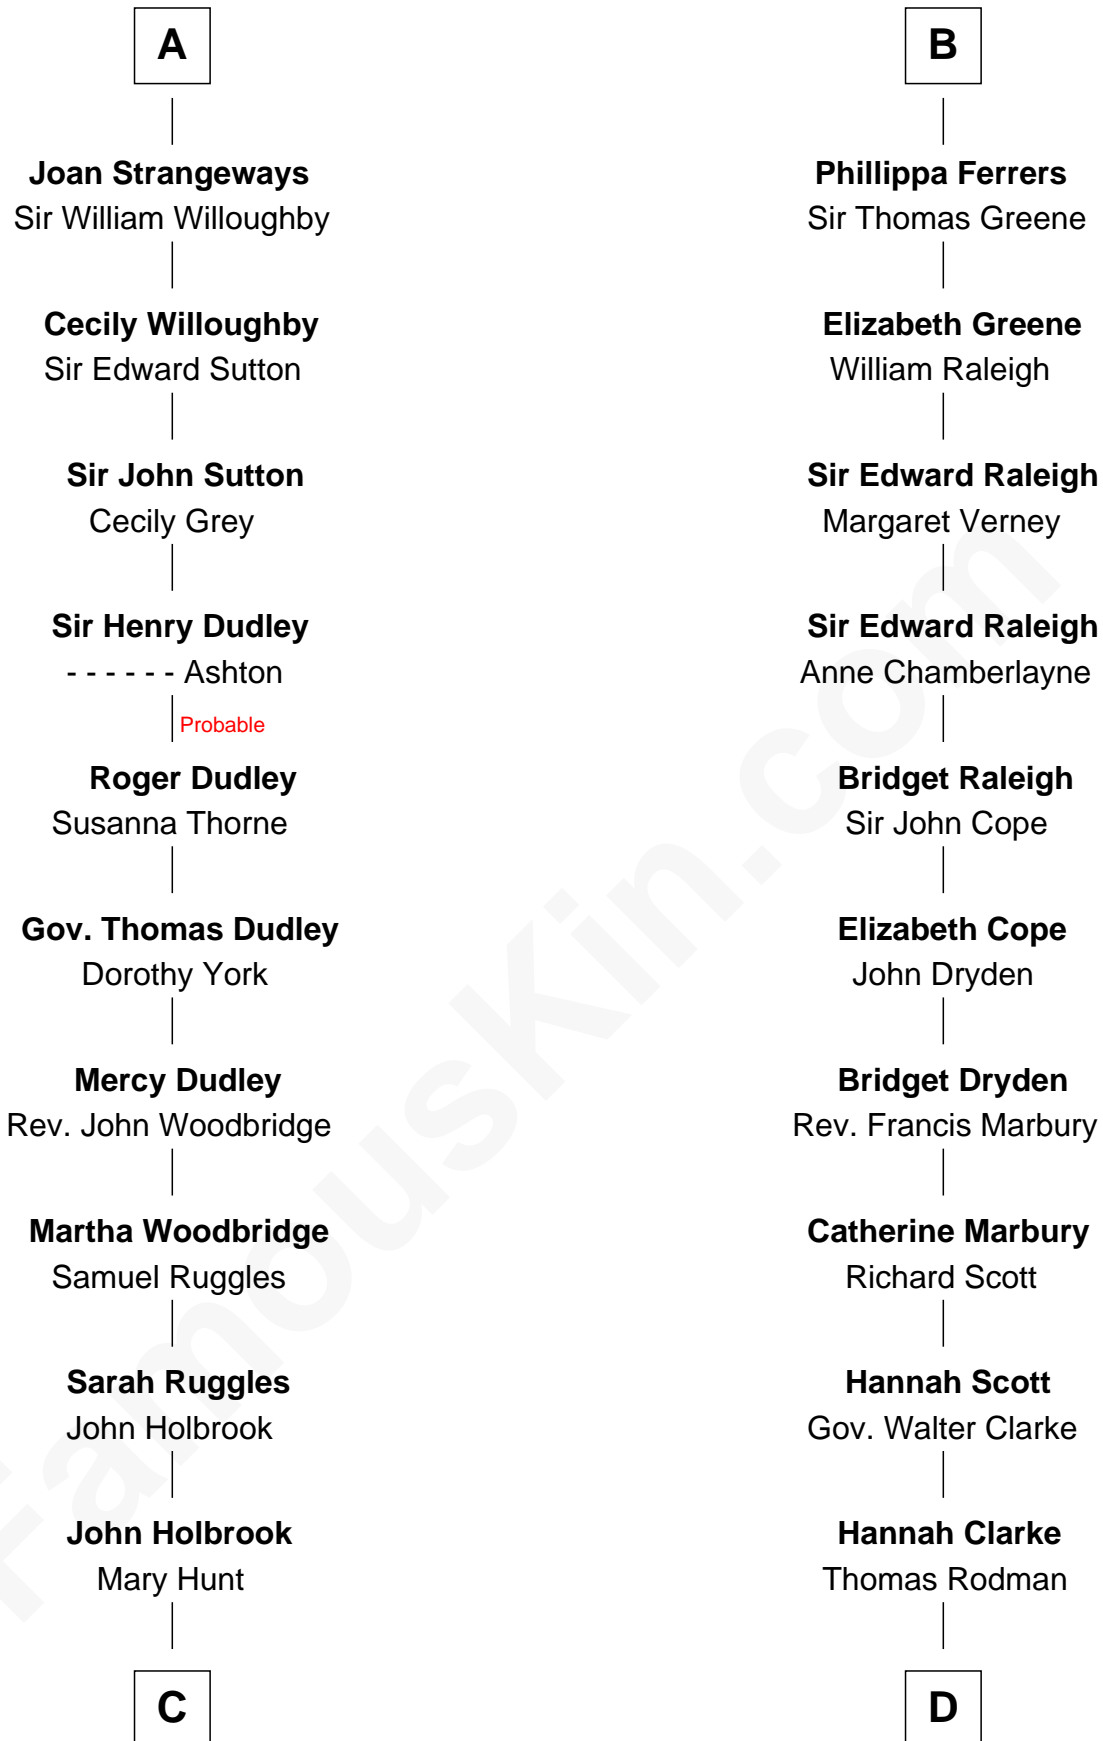 A
Joan Strangeways
Sir William Willoughby
Cecily Willoughby
Sir Edward Sutton
Sir John Sutton
Cecily Grey
Sir Henry Dudley
- - - - - - Ashton
Probable
Roger Dudley
Susanna Thorne
Gov. Thomas Dudley
Dorothy York
Mercy Dudley
Rev. John Woodbridge
Martha Woodbridge
Samuel Ruggles
Sarah Ruggles
John Holbrook
John Holbrook
Mary Hunt
C
B
Phillippa Ferrers
Sir Thomas Greene
Elizabeth Greene
William Raleigh
Sir Edward Raleigh
Margaret Verney
Sir Edward Raleigh
Anne Chamberlayne
Bridget Raleigh
Sir John Cope
Elizabeth Cope
John Dryden
Bridget Dryden
Rev. Francis Marbury
Catherine Marbury
Richard Scott
Hannah Scott
Gov. Walter Clarke
Hannah Clarke
Thomas Rodman
D
FamousKin.com